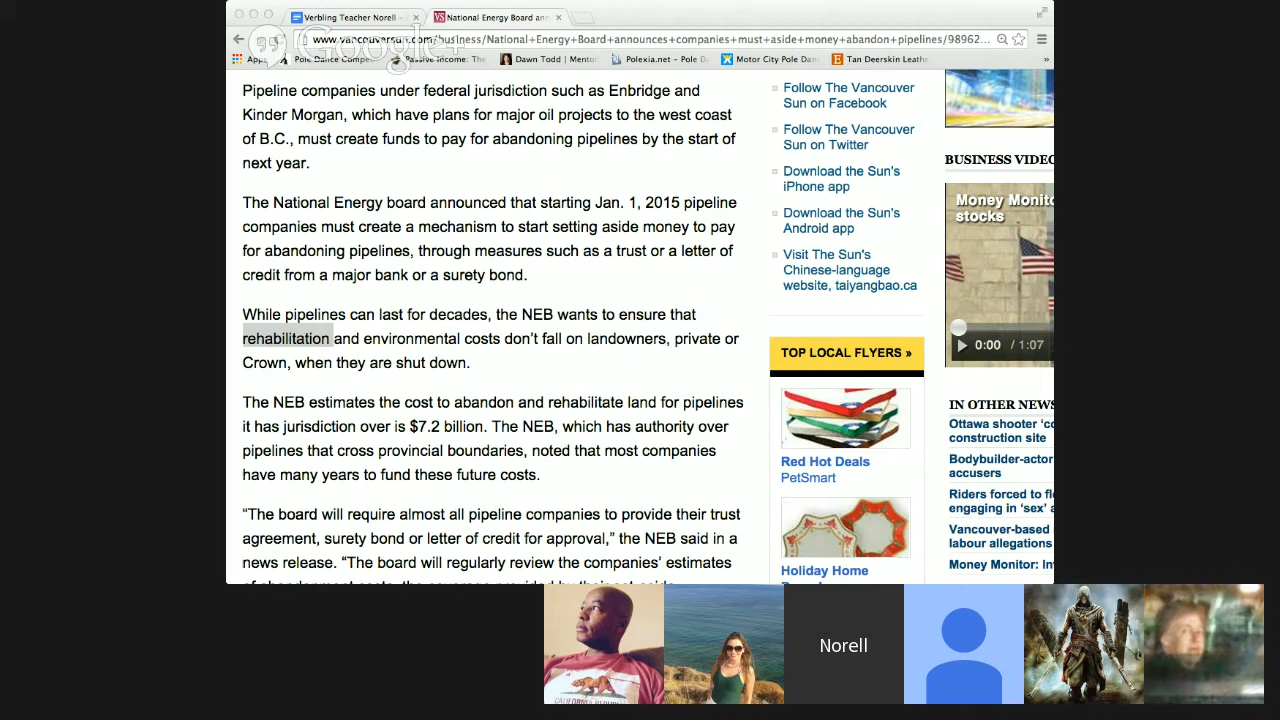 Verbling Teacher Norell –
National Energy Board ann
Google+
www.vancouversun.com/business/National+Energy+Board+announces+companies+must+aside+money+abandon+pipelines/98962...
Apps
Pole Dance Compet
Passive Income: The
Dawn Todd | Mentor
Polexia.net - Pole D
Motor City Pole Dan
Tan Deerskin Leathe
»
Pipeline companies under federal jurisdiction such as Enbridge and
Kinder Morgan, which have plans for major oil projects to the west coast
of B.C., must create funds to pay for abandoning pipelines by the start of
next year.
The National Energy board announced that starting Jan. 1, 2015 pipeline
companies must create a mechanism to start setting aside money to pay
for abandoning pipelines, through measures such as a trust or a letter of
credit from a major bank or a surety bond.
While pipelines can last for decades, the NEB wants to ensure that
rehabilitation and environmental costs don't fall on landowners, private or
Crown, when they are shut down.
The NEB estimates the cost to abandon and rehabilitate land for pipelines
it has jurisdiction over is $7.2 billion. The NEB, which has authority over
pipelines that cross provincial boundaries, noted that most companies
have many years to fund these future costs.
“The board will require almost all pipeline companies to provide their trust
agreement, surety bond or letter of credit for approval,” the NEB said in a
news release. “The board will regularly review the companies’ estimates
Follow The Vancouver
Sun on Facebook
Follow The Vancouver
Sun on Twitter
Download the Sun's
iPhone app
Download the Sun's
Android app
Visit The Sun's
Chinese-language
website, taiyangbao.ca
TOP LOCAL FLYERS »
Red Hot Deals
PetSmart
Holiday Home
BUSINESS VIDEO
Money Monito
stocks
0:00 / 1:07
IN OTHER NEWS
Ottawa shooter ‘co
construction site
Bodybuilder-actor
accusers
Riders forced to fl
engaging in ‘sex’ a
Vancouver-based
labour allegations
Money Monitor: In
CALIFORNIA REPUBLIC
Norell